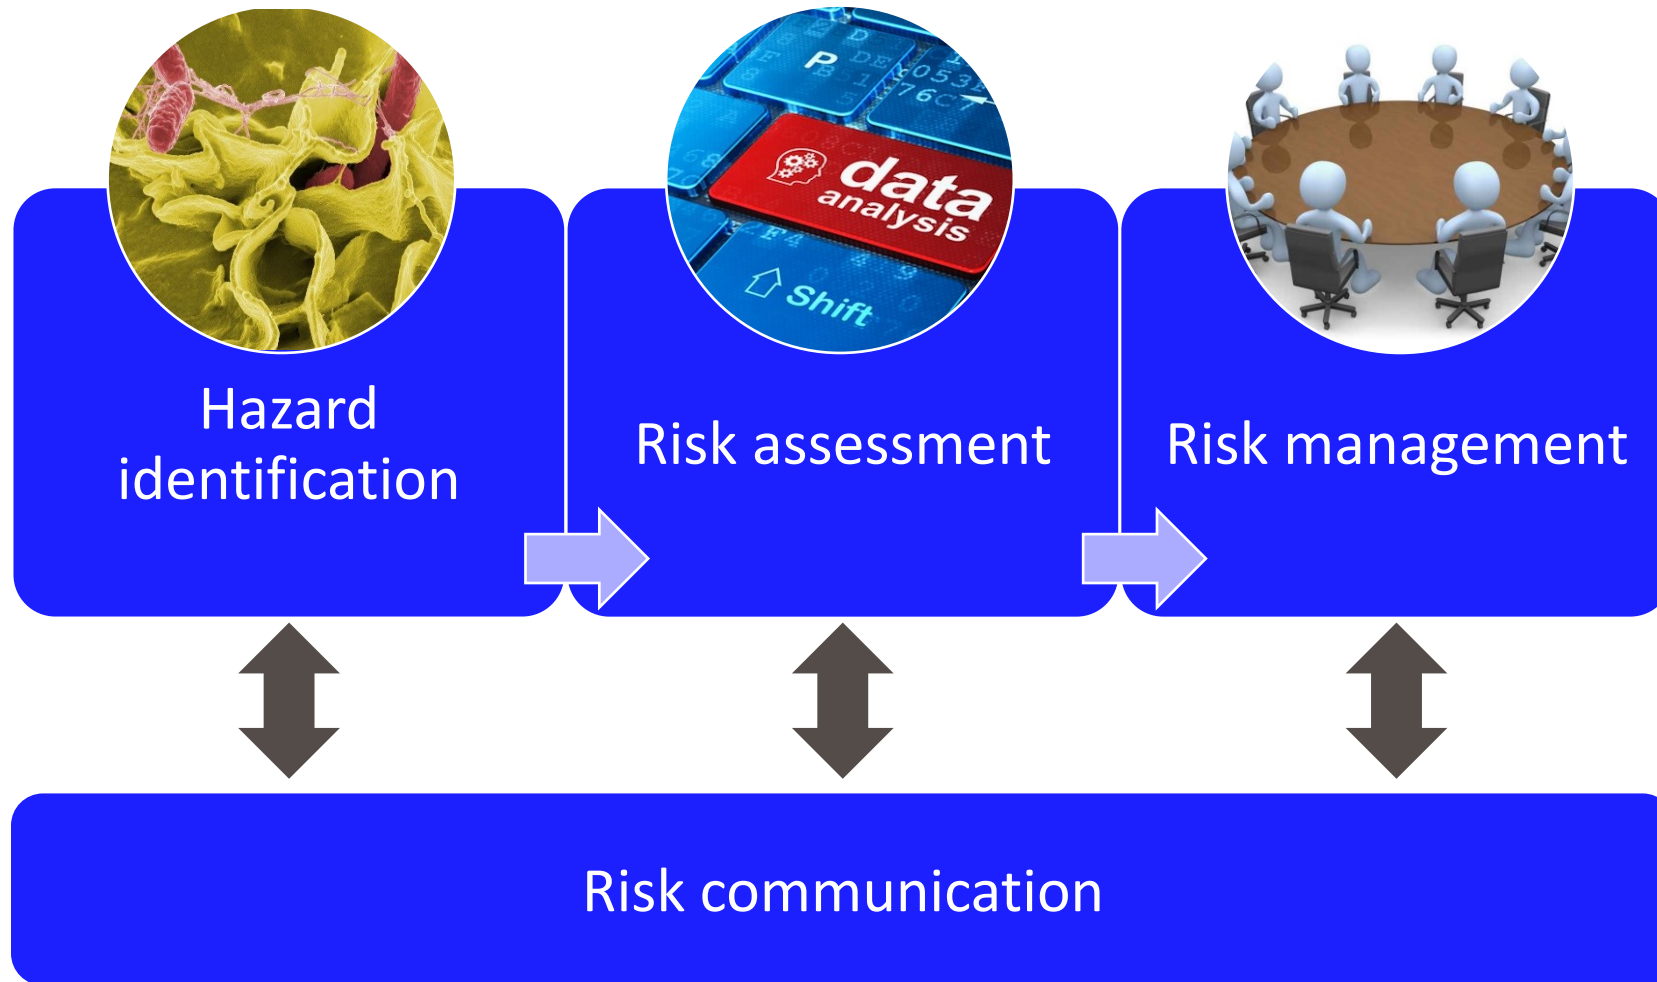 P
data
analysis
Shift
Hazard
identification
Risk assessment
Risk management
Risk communication